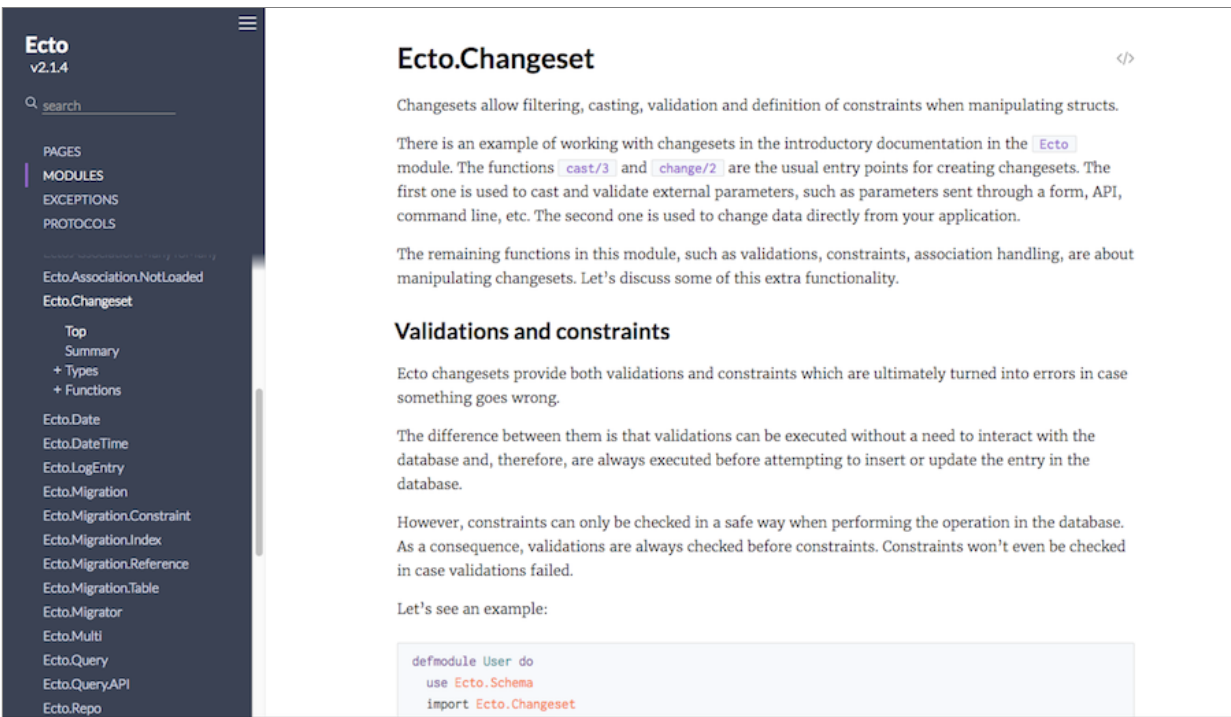 Ecto
v2.1.4
search
PAGES
MODULES
EXCEPTIONS
PROTOCOLS
Ecto.Association.NotLoaded
Ecto.Changeset
Top
Summary
+ Types
+ Functions
Ecto.Date
Ecto.DateTime
Ecto.LogEntry
Ecto.Migration
Ecto.Migration.Constraint
Ecto.Migration.Index
Ecto.Migration.Reference
Ecto.Migration.Table
Ecto.Migrator
Ecto.Multi
Ecto.Query
Ecto.Query.API
Ecto.Repo
Ecto.Changeset
</>
Changesets allow filtering, casting, validation and definition of constraints when manipulating structs.
There is an example of working with changesets in the introductory documentation in the Ecto
module. The functions cast/3 and change/2 are the usual entry points for creating changesets. The
first one is used to cast and validate external parameters, such as parameters sent through a form, API,
command line, etc. The second one is used to change data directly from your application.
The remaining functions in this module, such as validations, constraints, association handling, are about
manipulating changesets. Let's discuss some of this extra functionality.
Validations and constraints
Ecto changesets provide both validations and constraints which are ultimately turned into errors in case
something goes wrong.
The difference between them is that validations can be executed without a need to interact with the
database and, therefore, are always executed before attempting to insert or update the entry in the
database.
However, constraints can only be checked in a safe way when performing the operation in the database.
As a consequence, validations are always checked before constraints. Constraints won't even be checked
in case validations failed.
Let's see an example:
defmodule User do
use Ecto.Schema
import Ecto.Changeset